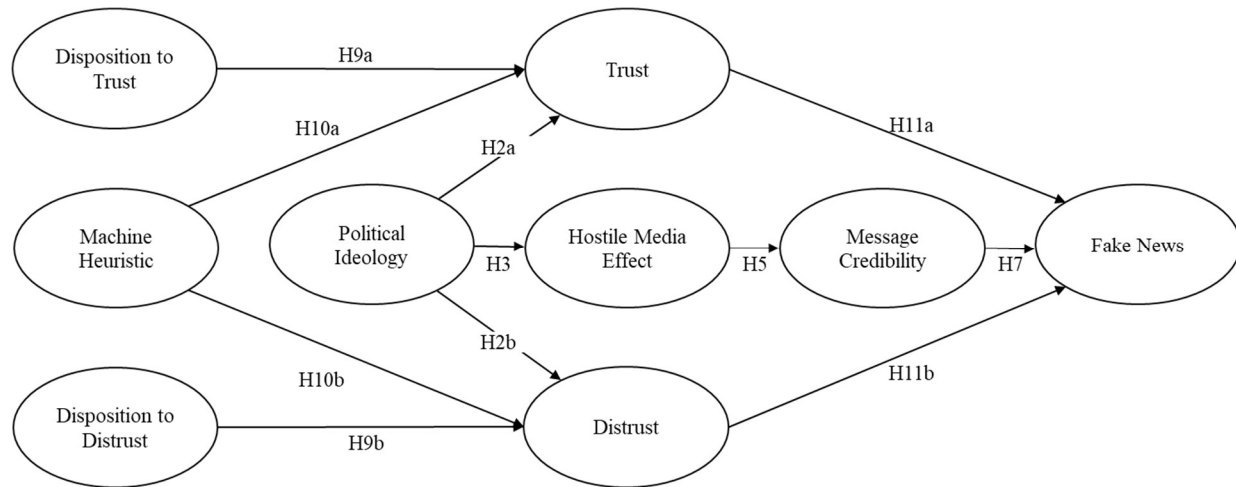 Disposition to
Trust
H9a
Trust
H10a
H2a
H11a
Machine
Heuristic
Political
Ideology
H3
Hostile Media
Effect
H5
Message
Credibility
H7
Fake News
H2b
H10b
H11b
Disposition to
Distrust
H9b
Distrust